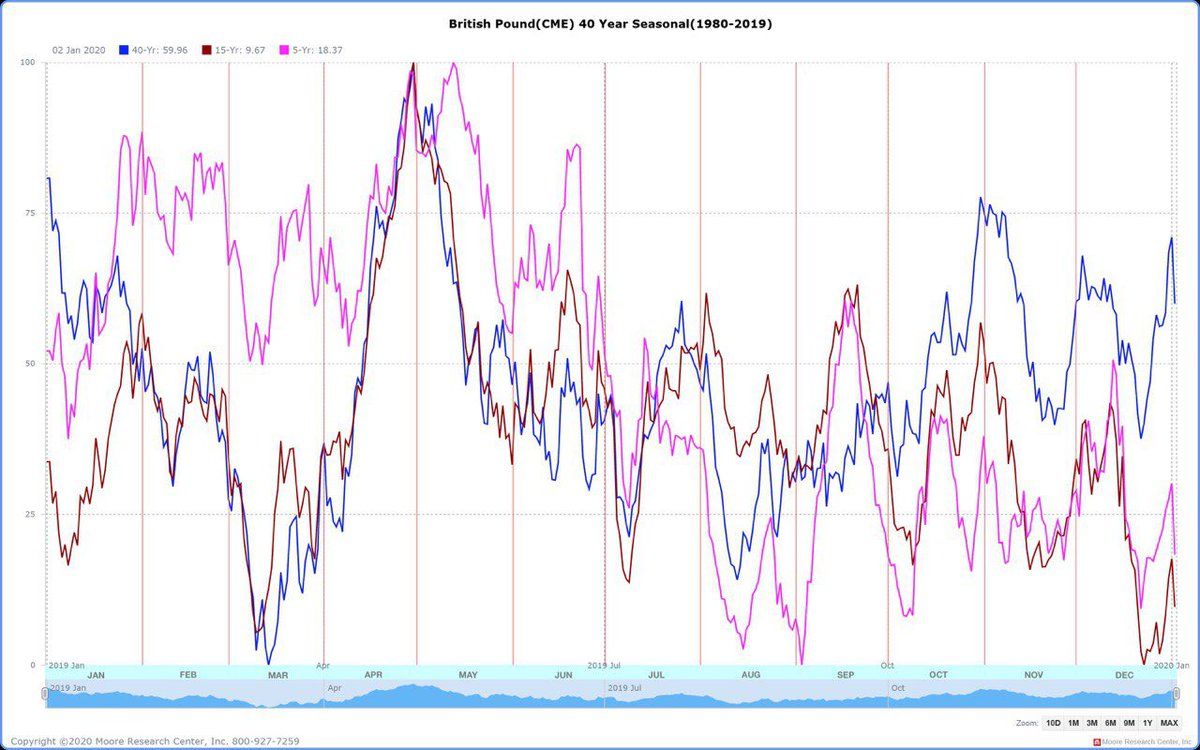 British Pound(CME) 40 Year Seasonal(1980-2019)
02 Jan 2020 40-Yr: 59.96 15-Yr: 9.67 5-Yr: 18.37
100
75
50
25
0
2019 Jan Apr 2019 Jul Oct 2020 Jan
JAN FEB MAR APR MAY JUN JUL AUG SEP OCT NOV DEC
2019 Jan Apr 2019 Jul Oct
Zoom: 10D 1M 3M 6M 9M 1Y MAX
Copyright ©2020 Moore Research Center, Inc. 800-927-7259 Moore Research Center, Inc.